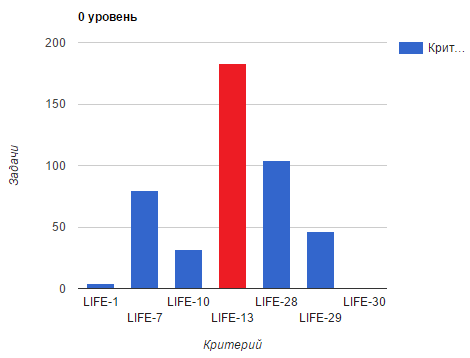 0 уровень
Крит…
200
150
100
50
0
Задачи
LIFE-1
LIFE-7
LIFE-10
LIFE-13
LIFE-28
LIFE-29
LIFE-30
Критерий